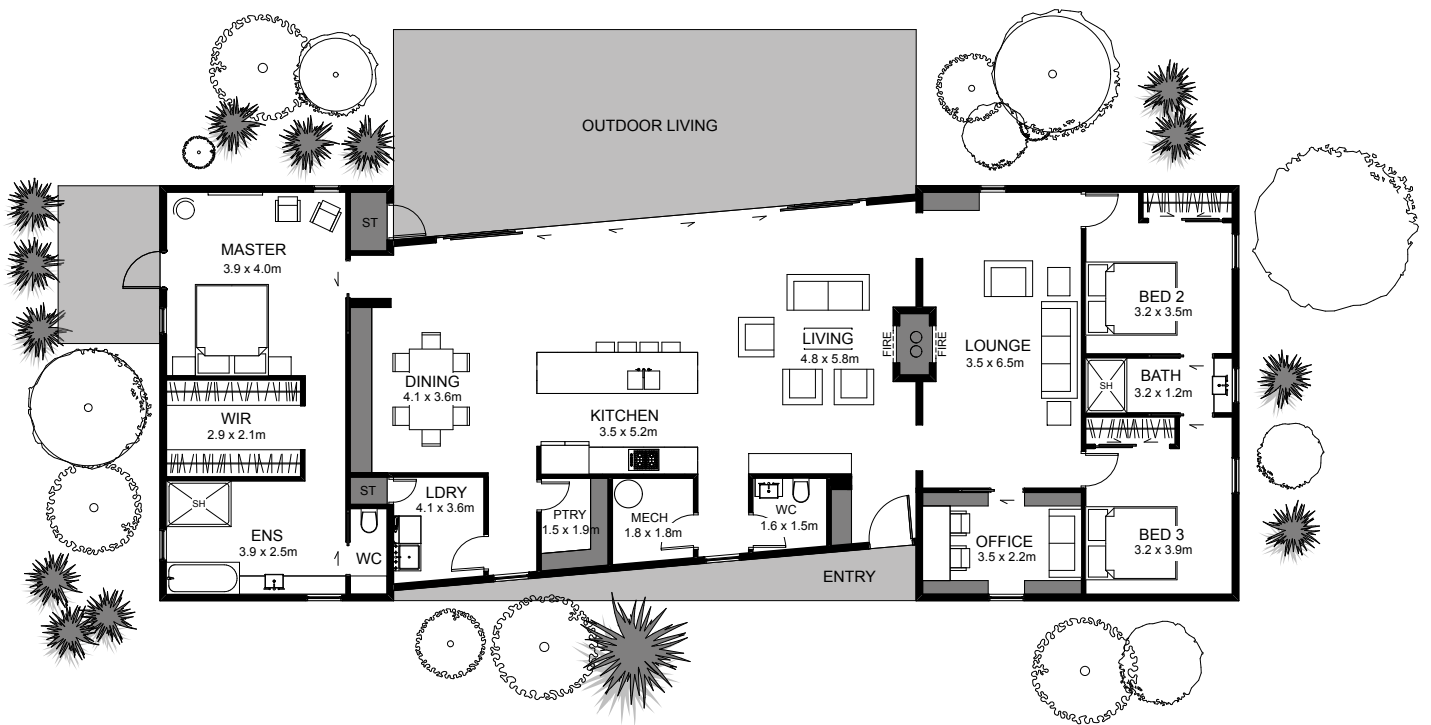 OUTDOOR LIVING
ST
MASTER
3.9 x 4.0m
BED 2
3.2 x 3.5m
LIVING
4.8 x 5.8m
FIRE
FIRE
LOUNGE
3.5 x 6.5m
DINING
4.1 x 3.6m
BATH
3.2 x 1.2m
SH
WIR
2.9 x 2.1m
KITCHEN
3.5 x 5.2m
ST
LDRY
4.1 x 3.6m
SH
ENS
3.9 x 2.5m
WC
PTRY
1.5 x 1.9m
MECH
1.8 x 1.8m
WC
1.6 x 1.5m
OFFICE
3.5 x 2.2m
BED 3
3.2 x 3.9m
ENTRY